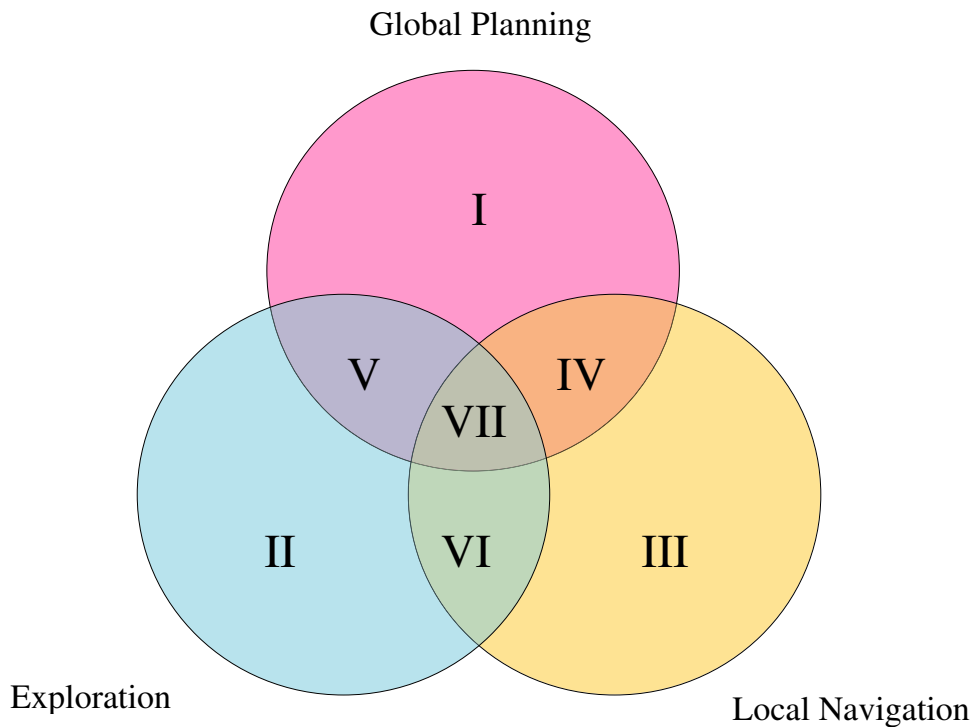 Global Planning
I
V
IV
VII
II
VI
III
Exploration
Local Navigation